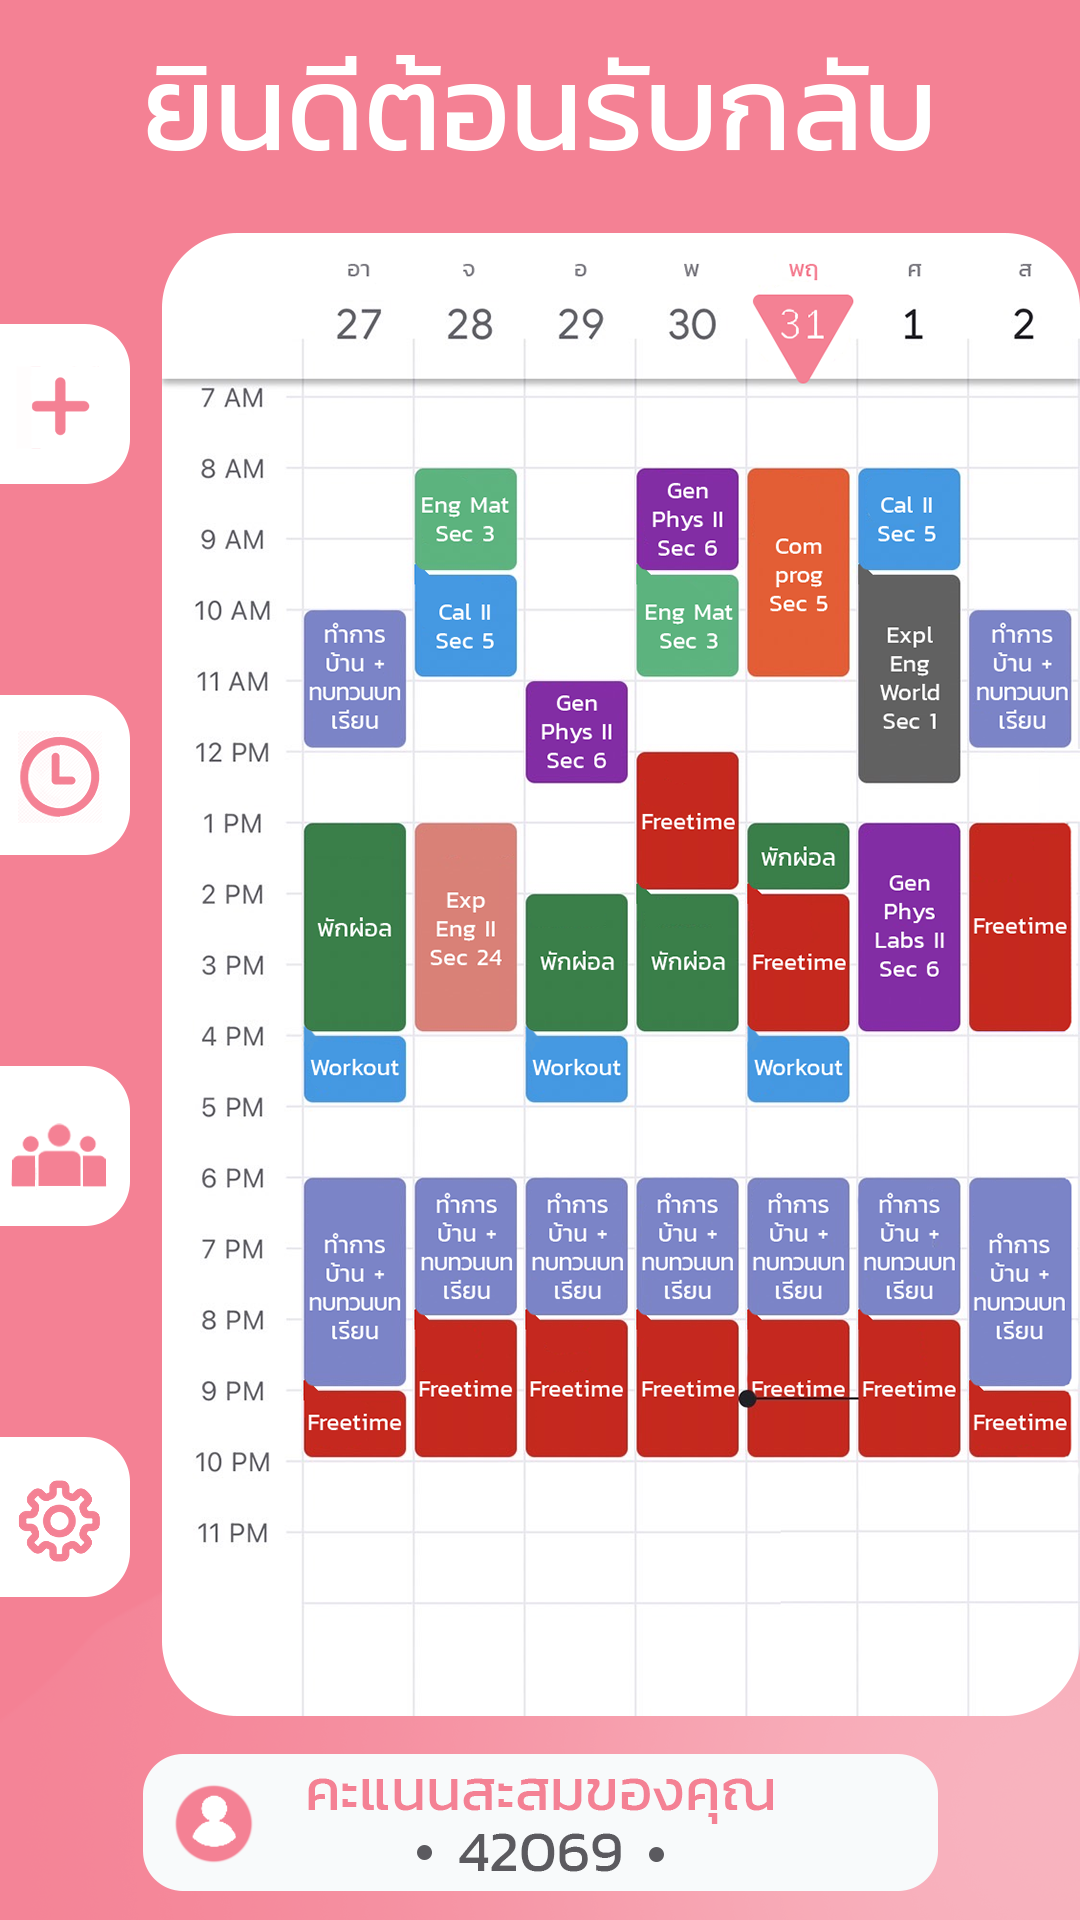 ยินดีต้อนรับกลับ
อา จ อ พ พฤ ศ ส
27 28 29 30 31 1 2
7 AM
8 AM
9 AM
10 AM
11 AM
12 PM
1 PM
2 PM
3 PM
4 PM
5 PM
6 PM
7 PM
8 PM
9 PM
10 PM
11 PM
ทำการ
บ้าน +
ทบทวนบท
เรียน
พักผ่อล
Workout
ทำการ
บ้าน +
ทบทวนบท
เรียน
Freetime
Eng Mat
Sec 3
Cal II
Sec 5
Exp
Eng II
Sec 24
ทำการ
บ้าน +
ทบทวนบท
เรียน
Freetime
Gen
Phys II
Sec 6
พักผ่อล
Workout
ทำการ
บ้าน +
ทบทวนบท
เรียน
Freetime
Gen
Phys II
Sec 6
Eng Mat
Sec 3
Freetime
พักผ่อล
ทำการ
บ้าน +
ทบทวนบท
เรียน
Freetime
Com
prog
Sec 5
พักผ่อล
Freetime
Workout
ทำการ
บ้าน +
ทบทวนบท
เรียน
Freetime
Cal II
Sec 5
Expl
Eng
World
Sec 1
Gen
Phys
Labs II
Sec 6
ทำการ
บ้าน +
ทบทวนบท
เรียน
Freetime
ทำการ
บ้าน +
ทบทวนบท
เรียน
Freetime
ทำการ
บ้าน +
ทบทวนบท
เรียน
Freetime
คะแนนสะสมของคุณ
• 42069 •